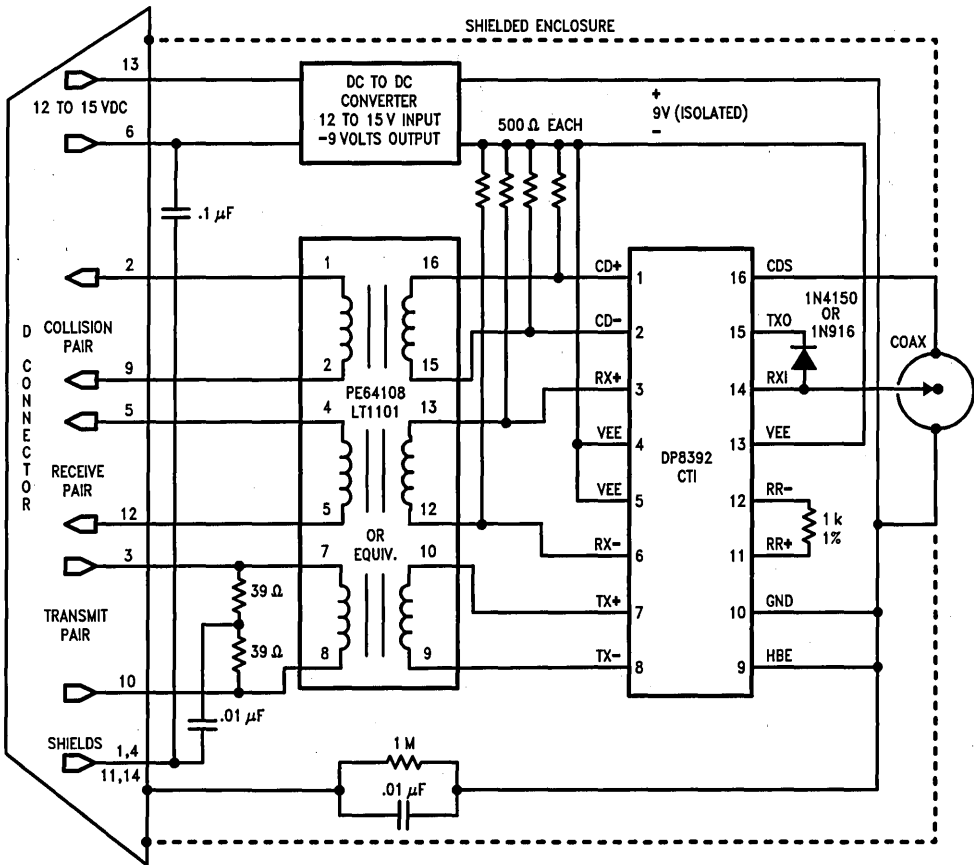 SHIELDED ENCLOSURE
13
12 TO 15 VDC
6
DC TO DC
CONVERTER
12 TO 15 V INPUT
-9 VOLTS OUTPUT
+
9V (ISOLATED)
-
500 Ω EACH
.1 μF
2
COLLISION
PAIR
9
5
RECEIVE
PAIR
12
3
TRANSMIT
PAIR
10
SHIELDS
1,4
11,14
D CONNECTOR
39 Ω
39 Ω
.01 μF
1
16
2
15
PE64108
LT1101
4
13
5
12
OR
EQUIV.
7
10
8
9
CD+
1
CD-
2
RX+
3
VEE
4
VEE
5
RX-
6
TX+
7
TX-
8
DP8392
CTI
16
CDS
15
TXO
14
RXI
13
VEE
12
RR-
11
RR+
10
GND
9
HBE
1N4150
OR
1N916
COAX
1 k
1%
1 M
.01 μF